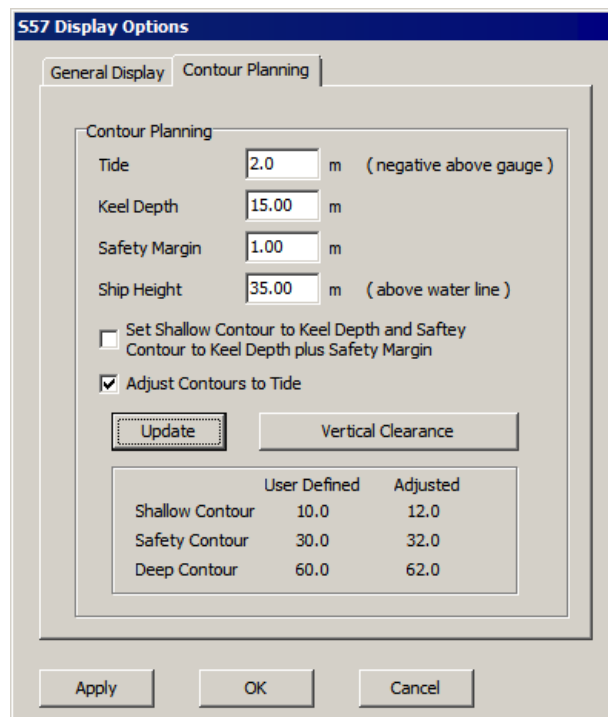 S57 Display Options
General Display Contour Planning
Contour Planning
Tide 2.0 m ( negative above gauge )
Keel Depth 15.00 m
Safety Margin 1.00 m
Ship Height 35.00 m ( above water line )
Set Shallow Contour to Keel Depth and Saftey
Contour to Keel Depth plus Safety Margin
Adjust Contours to Tide
Update Vertical Clearance
User Defined Adjusted
Shallow Contour 10.0 12.0
Safety Contour 30.0 32.0
Deep Contour 60.0 62.0
Apply OK Cancel